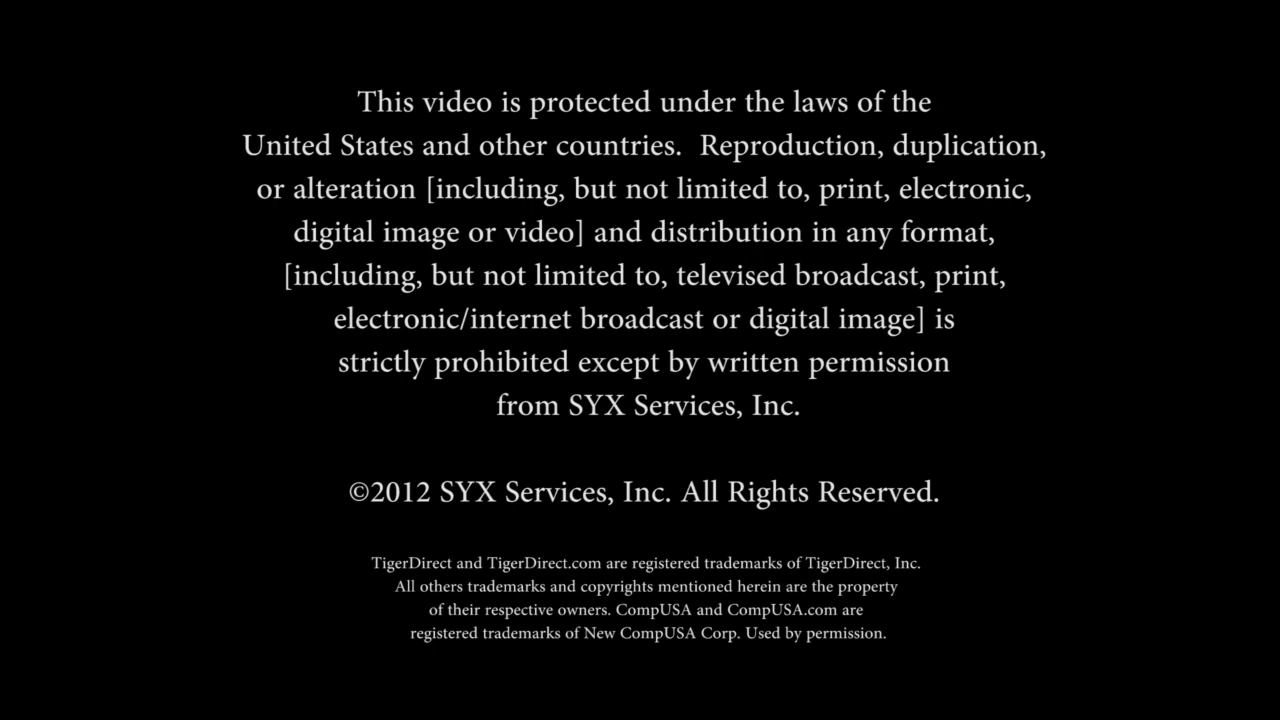 This video is protected under the laws of the
United States and other countries.  Reproduction, duplication,
or alteration [including, but not limited to, print, electronic,
digital image or video] and distribution in any format,
[including, but not limited to, televised broadcast, print,
electronic/internet broadcast or digital image] is
strictly prohibited except by written permission
from SYX Services, Inc.
©2012 SYX Services, Inc. All Rights Reserved.
TigerDirect and TigerDirect.com are registered trademarks of TigerDirect, Inc.
All others trademarks and copyrights mentioned herein are the property
of their respective owners. CompUSA and CompUSA.com are
registered trademarks of New CompUSA Corp. Used by permission.